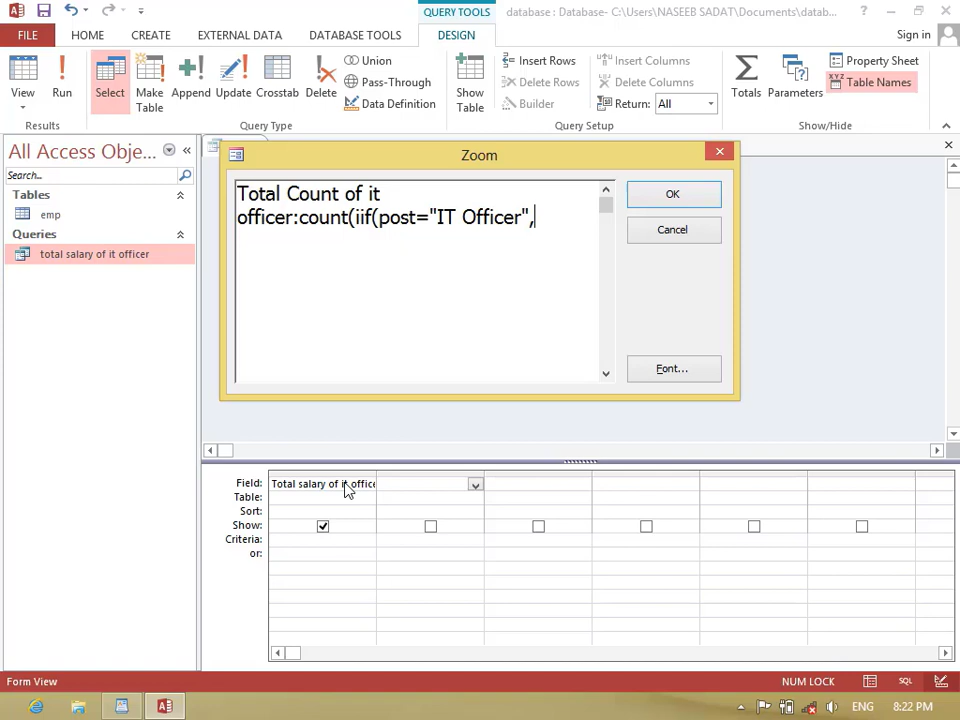 QUERY TOOLS
database : Database- C:\Users\NASEEB SADAT\Documents\datab...
FILE
HOME
CREATE
EXTERNAL DATA
DATABASE TOOLS
DESIGN
Sign in
View
Run
Select
Make Table
Append
Update
Crosstab
Delete
Union
Pass-Through
Data Definition
Show Table
Insert Rows
Delete Rows
Builder
Insert Columns
Delete Columns
Return: All
Totals
Parameters
Property Sheet
Table Names
Results
Query Type
Query Setup
Show/Hide
All Access Obje...
Search...
Tables
emp
Queries
total salary of it officer
Zoom
Total Count of it
officer:count(iif(post="IT Officer",
OK
Cancel
Font...
Field: Total salary of it office
Table:
Sort:
Show:
Criteria:
or:
Form View
NUM LOCK
SQL
ENG
8:22 PM